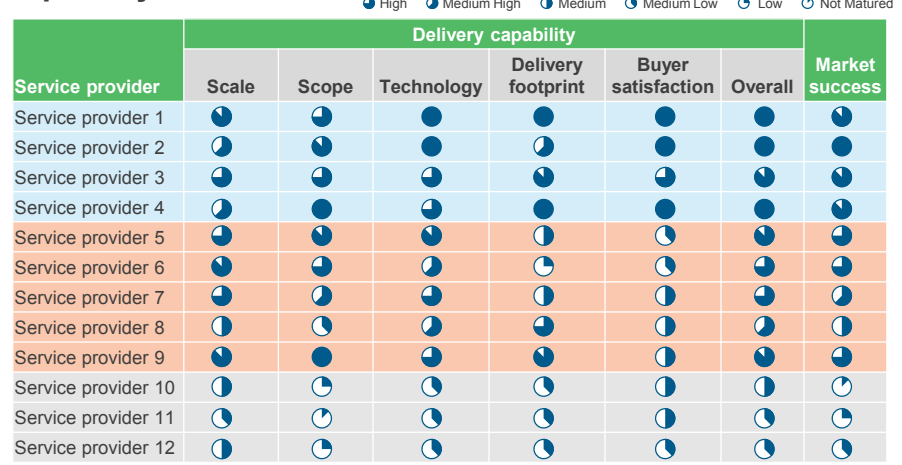 High Medium High Medium Medium Low Low Not Matured
Delivery capability
Service provider Scale Scope Technology Delivery footprint Buyer satisfaction Overall Market success
Service provider 1
Service provider 2
Service provider 3
Service provider 4
Service provider 5
Service provider 6
Service provider 7
Service provider 8
Service provider 9
Service provider 10
Service provider 11
Service provider 12